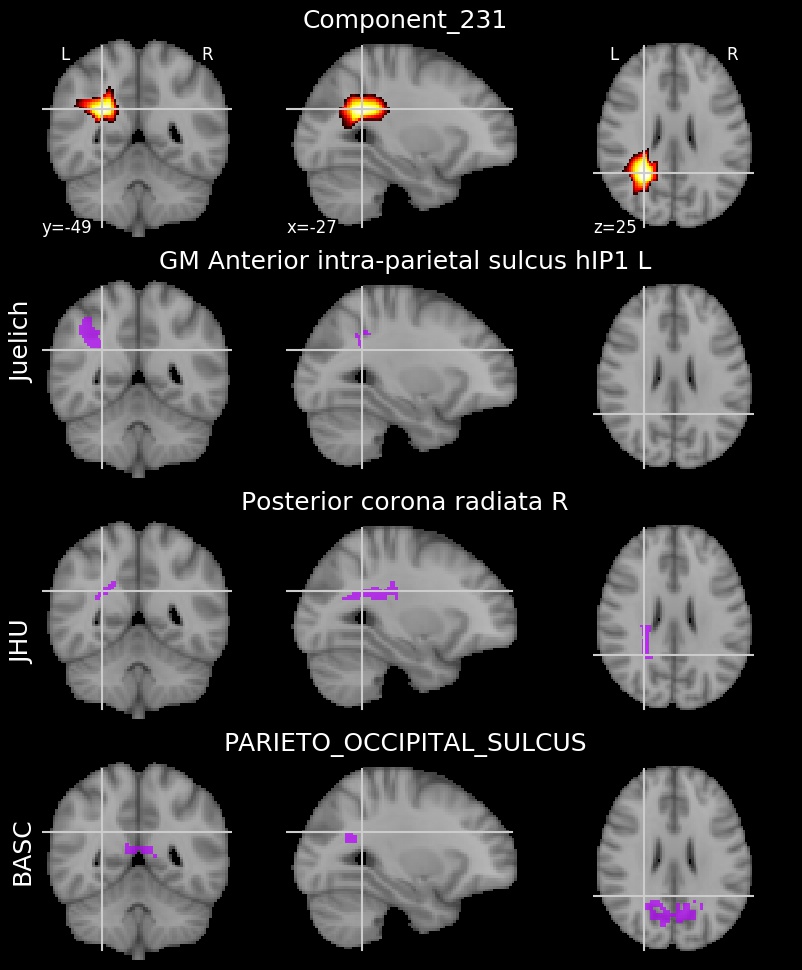 Component_231
L R L R
y=-49 x=-27 z=25
GM Anterior intra-parietal sulcus hIP1 L
Juelich
Posterior corona radiata R
JHU
PARIETO_OCCIPITAL_SULCUS
BASC